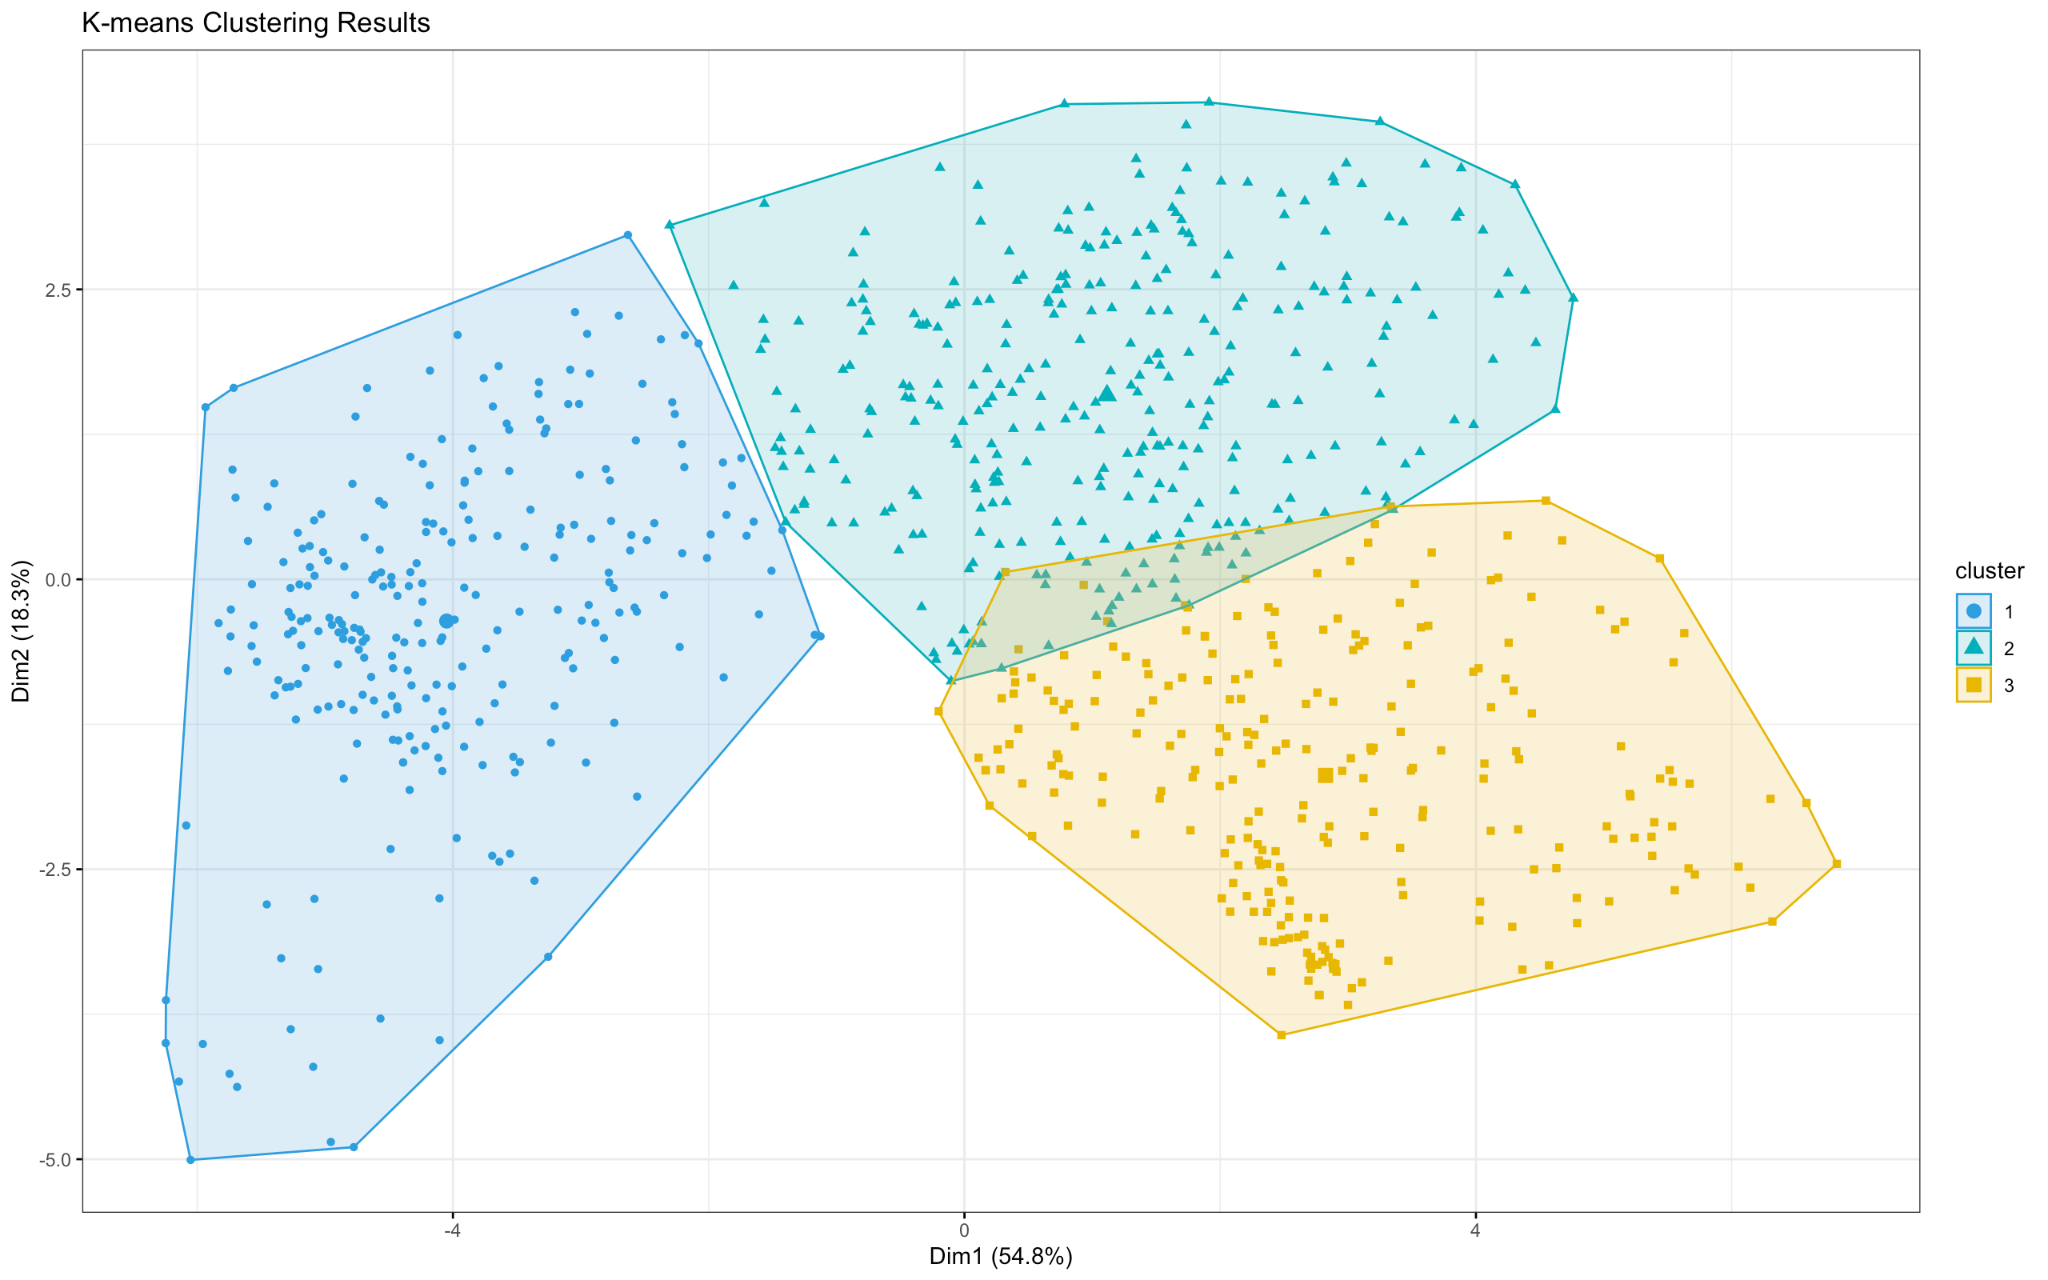 K-means Clustering Results
2.5
0.0
-2.5
-5.0
Dim2 (18.3%)
-4
0
4
Dim1 (54.8%)
cluster
1
2
3